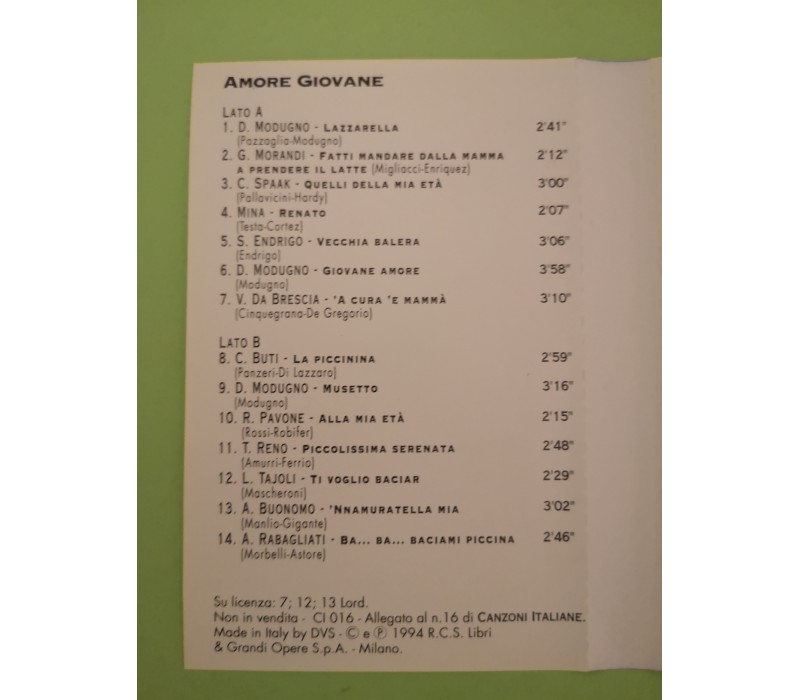 AMORE GIOVANE
LATO A
1. D. MODUGNO - LAZZARELLA 2'41"
(Pazzaglia-Modugno)
2. G. MORANDI - FATTI MANDARE DALLA MAMMA 2'12"
A PRENDERE IL LATTE (Migliacci-Enriquez)
3. C. SPAAK - QUELLI DELLA MIA ETÀ 3'00"
(Pallavicini-Hardy)
4. MINA - RENATO 2'07"
(Testa-Cortez)
5. S. ENDRIGO - VECCHIA BALERA 3'06"
(Endrigo)
6. D. MODUGNO - GIOVANE AMORE 3'58"
(Modugno)
7. V. DA BRESCIA - 'A CURA 'E MAMMÀ 3'10"
(Cinquegrana-De Gregorio)
LATO B
8. C. BUTI - LA PICCININA 2'59"
(Panzeri-Di Lazzaro)
9. D. MODUGNO - MUSETTO 3'16"
(Modugno)
10. R. PAVONE - ALLA MIA ETÀ 2'15"
(Rossi-Robifer)
11. T. RENO - PICCOLISSIMA SERENATA 2'48"
(Amurri-Ferrio)
12. L. TAJOLI - TI VOGLIO BACIAR 2'29"
(Mascheroni)
13. A. BUONOMO - 'NNAMURATELLA MIA 3'02"
(Manlio-Gigante)
14. A. RABAGLIATI - BA... BA... BACIAMI PICCINA 2'46"
(Morbelli-Astore)
Su licenza: 7; 12; 13 Lord.
Non in vendita - CI 016 - Allegato al n.16 di CANZONI ITALIANE.
Made in Italy by DVS - © e ℗ 1994 R.C.S. Libri
& Grandi Opere S.p.A. - Milano.